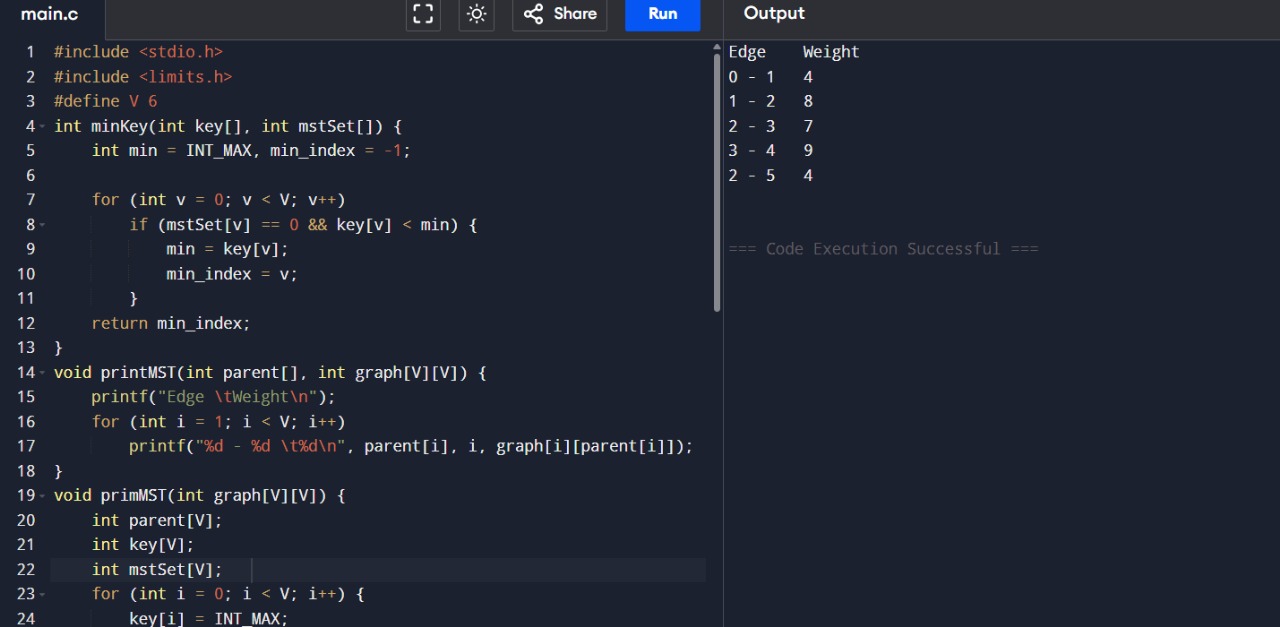 main.c
Share
Run
Output
1 #include <stdio.h>
2 #include <limits.h>
3 #define V 6
4 int minKey(int key[], int mstSet[]) {
5     int min = INT_MAX, min_index = -1;
6
7     for (int v = 0; v < V; v++)
8         if (mstSet[v] == 0 && key[v] < min) {
9             min = key[v];
10             min_index = v;
11         }
12     return min_index;
13 }
14 void printMST(int parent[], int graph[V][V]) {
15     printf("Edge \tWeight\n");
16     for (int i = 1; i < V; i++)
17         printf("%d - %d \t%d\n", parent[i], i, graph[i][parent[i]]);
18 }
19 void primMST(int graph[V][V]) {
20     int parent[V];
21     int key[V];
22     int mstSet[V];
23     for (int i = 0; i < V; i++) {
24         key[i] = INT_MAX;
Edge    Weight
0 - 1   4
1 - 2   8
2 - 3   7
3 - 4   9
2 - 5   4
=== Code Execution Successful ===